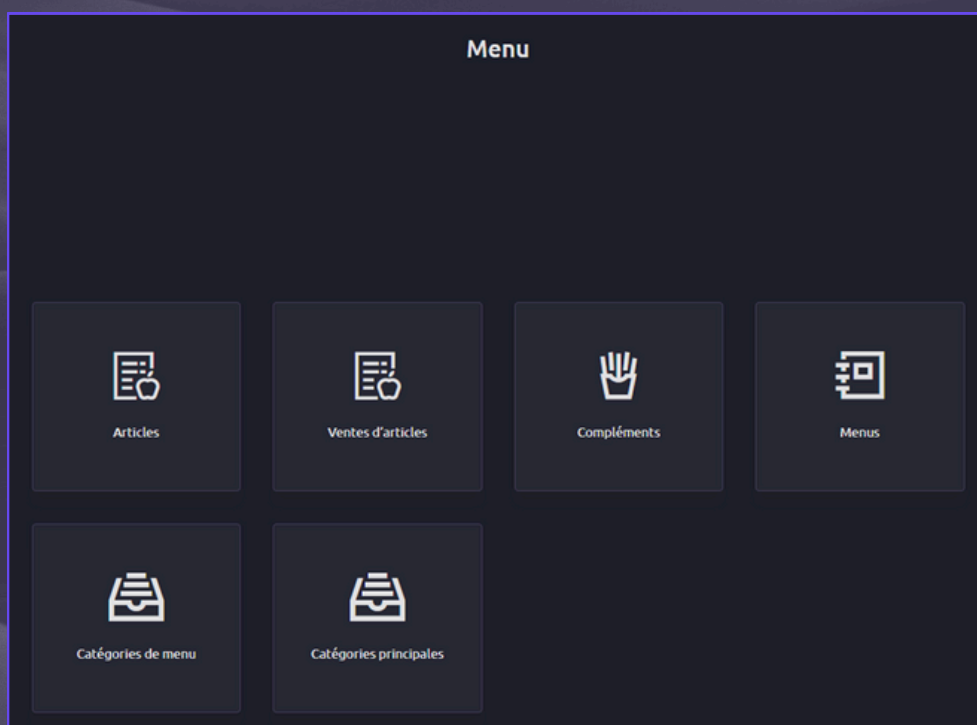 Menu
Articles
Ventes d'articles
Compléments
Menus
Catégories de menu
Catégories principales